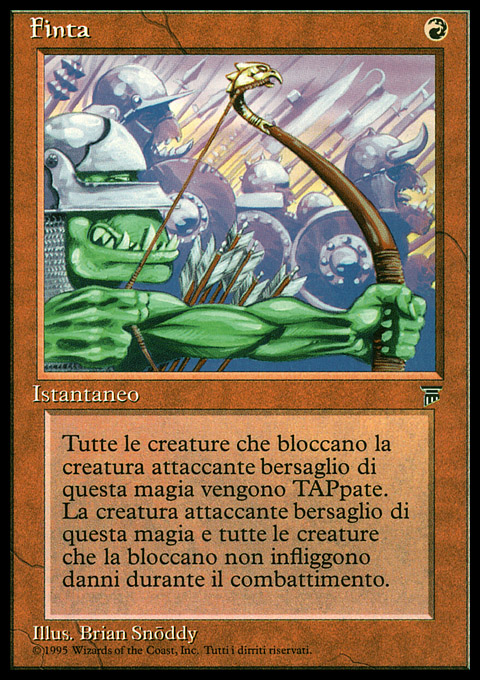 Finta
Istantaneo
Tutte le creature che bloccano la
creatura attaccante bersaglio di
questa magia vengono TAPpate.
La creatura attaccante bersaglio di
questa magia e tutte le creature
che la bloccano non infliggono
danni durante il combattimento.
Illus. Brian Snōddy
©1995 Wizards of the Coast, Inc. Tutti i dirriti riservati.